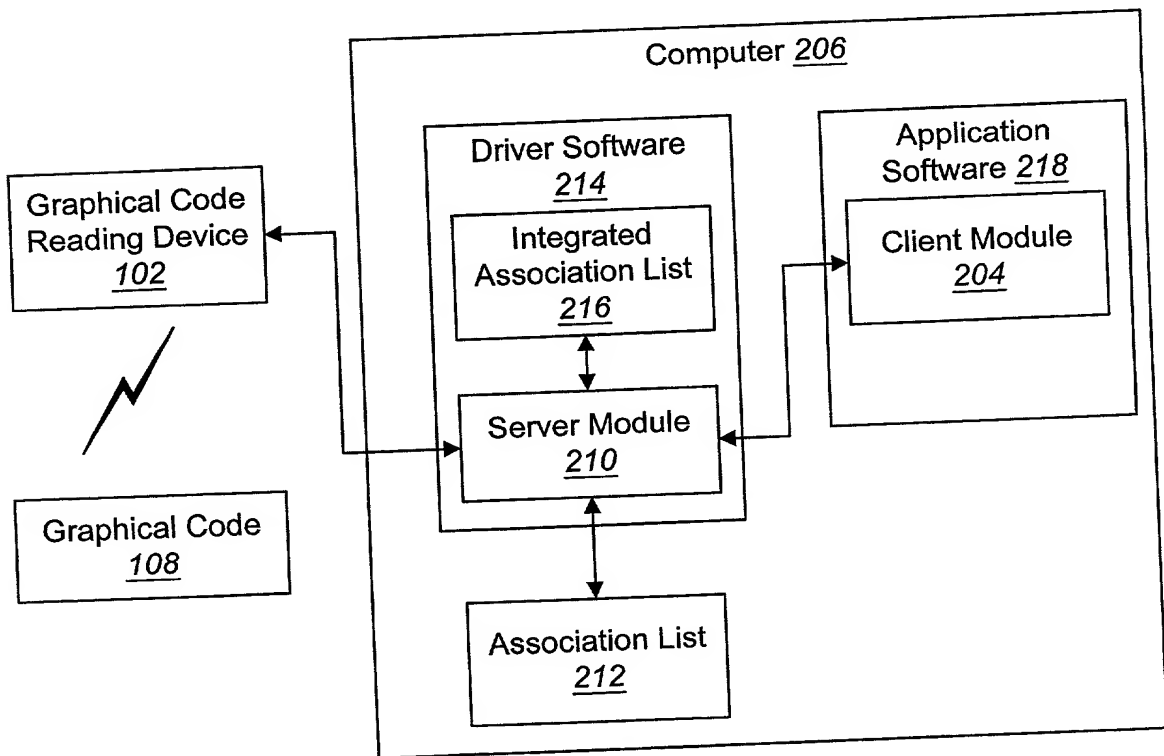 Computer 206
Driver Software
214
Application
Software 218
Graphical Code
Reading Device
102
Integrated
Association List
216
Client Module
204
Server Module
210
Graphical Code
108
Association List
212